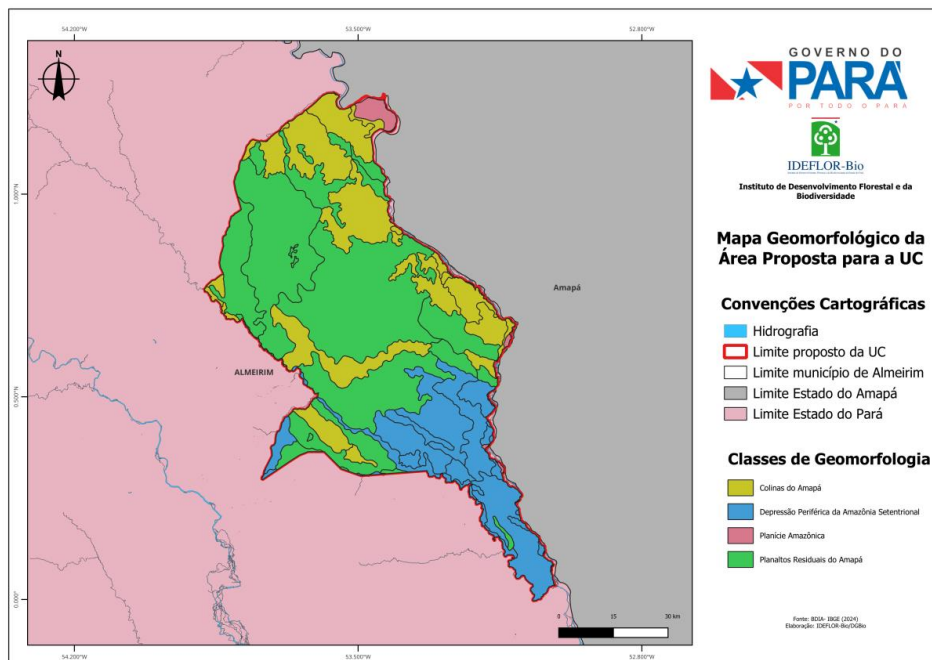 54.200°W
53.500°W
52.800°W
N
1.000°N
0.500°N
0.000°
ALMEIRIM
Amapá
0
15
30 km
54.200°W
53.500°W
52.800°W
GOVERNO DO
PARÁ
POR TODO O PARÁ
IDEFLOR-Bio
Instituto de Desenvolvimento Florestal e da
Biodiversidade
Mapa Geomorfológico da
Área Proposta para a UC
Convenções Cartográficas
Hidrografia
Limite proposto da UC
Limite município de Almeirim
Limite Estado do Amapá
Limite Estado do Pará
Classes de Geomorfologia
Colinas do Amapá
Depressão Periférica da Amazônia Setentrional
Planície Amazônica
Planaltos Residuais do Amapá
Fonte: BDIA- IBGE (2024)
Elaboração: IDEFLOR-Bio/DGBio